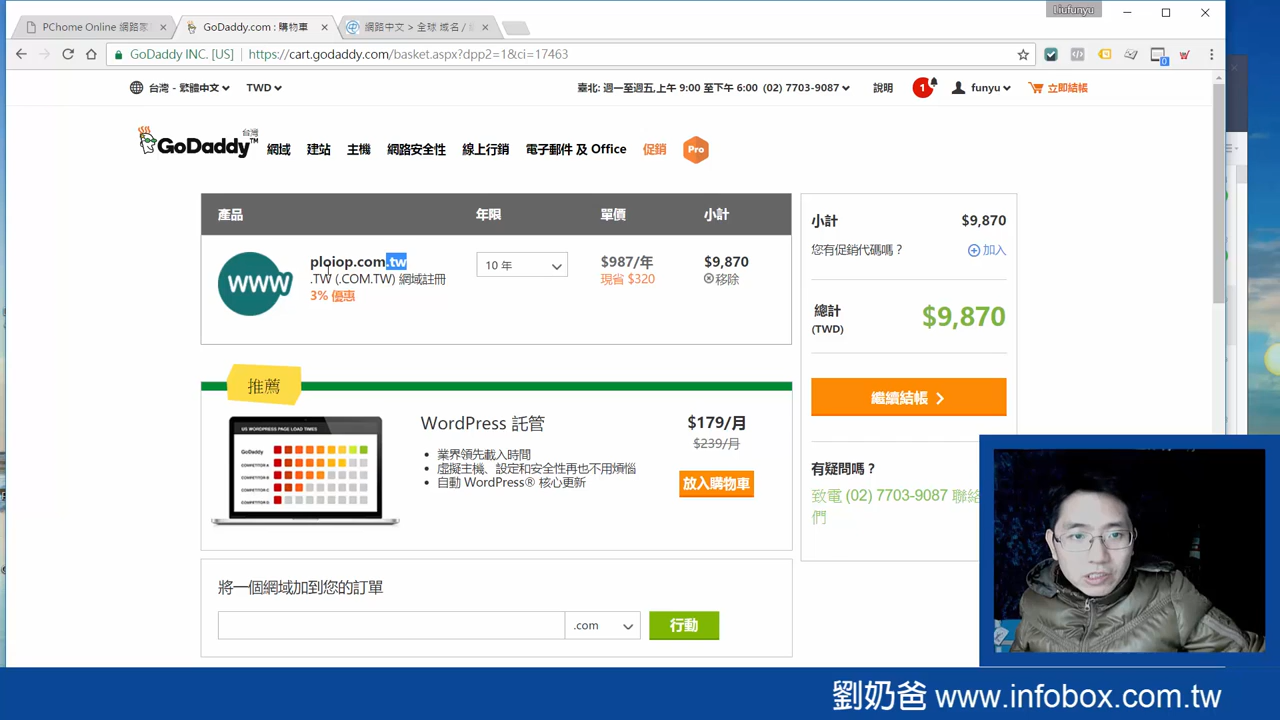 Liufunyu
PChome Online 網路家
GoDaddy.com : 購物車
網路中文 > 全球 域名 /
GoDaddy INC. [US]
https://cart.godaddy.com/basket.aspx?dpp2=1&ci=17463
0
台灣 - 繁體中文
TWD
臺北: 週一至週五,上午 9:00 至下午 6:00 (02) 7703-9087
說明
1
funyu
立即結帳
台灣
GoDaddy™
網域
建站
主機
網路安全性
線上行銷
電子郵件 及 Office
促銷
Pro
產品
年限
單價
小計
WWW
ploiop.com.tw
.TW (.COM.TW) 網域註冊
3% 優惠
10 年
$987/年
現省 $320
$9,870
移除
小計
$9,870
您有促銷代碼嗎？
加入
總計
(TWD)
$9,870
繼續結帳
有疑問嗎？
致電 (02) 7703-9087 聯絡
們
推薦
US WORDPRESS PAGE LOAD TIMES
GoDaddy
COMPETITOR A
COMPETITOR B
COMPETITOR C
COMPETITOR D
WordPress 託管
業界領先載入時間
虛擬主機、設定和安全性再也不用煩惱
自動 WordPress® 核心更新
$179/月
$239/月
放入購物車
將一個網域加到您的訂單
.com
行動
劉奶爸 www.infobox.com.tw